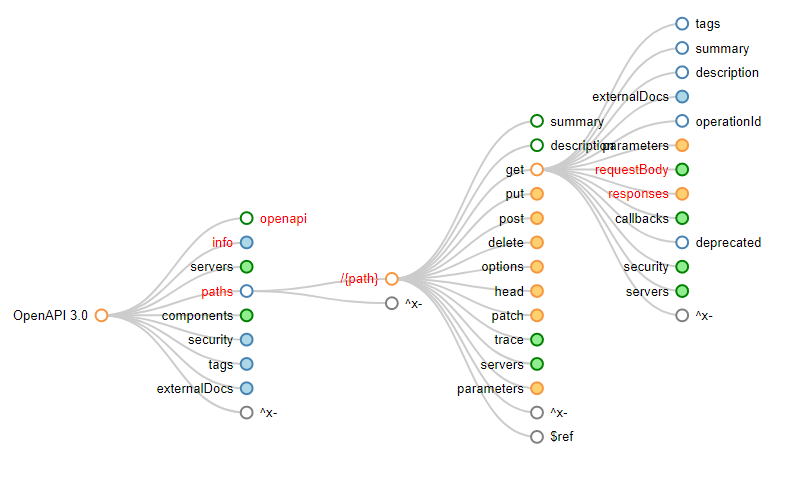 OpenAPI 3.0
openapi
info
servers
paths
components
security
tags
externalDocs
^x-
/{path}
^x-
summary
description
get
put
post
delete
options
head
patch
trace
servers
parameters
^x-
$ref
tags
summary
description
externalDocs
operationId
parameters
requestBody
responses
callbacks
deprecated
security
servers
^x-